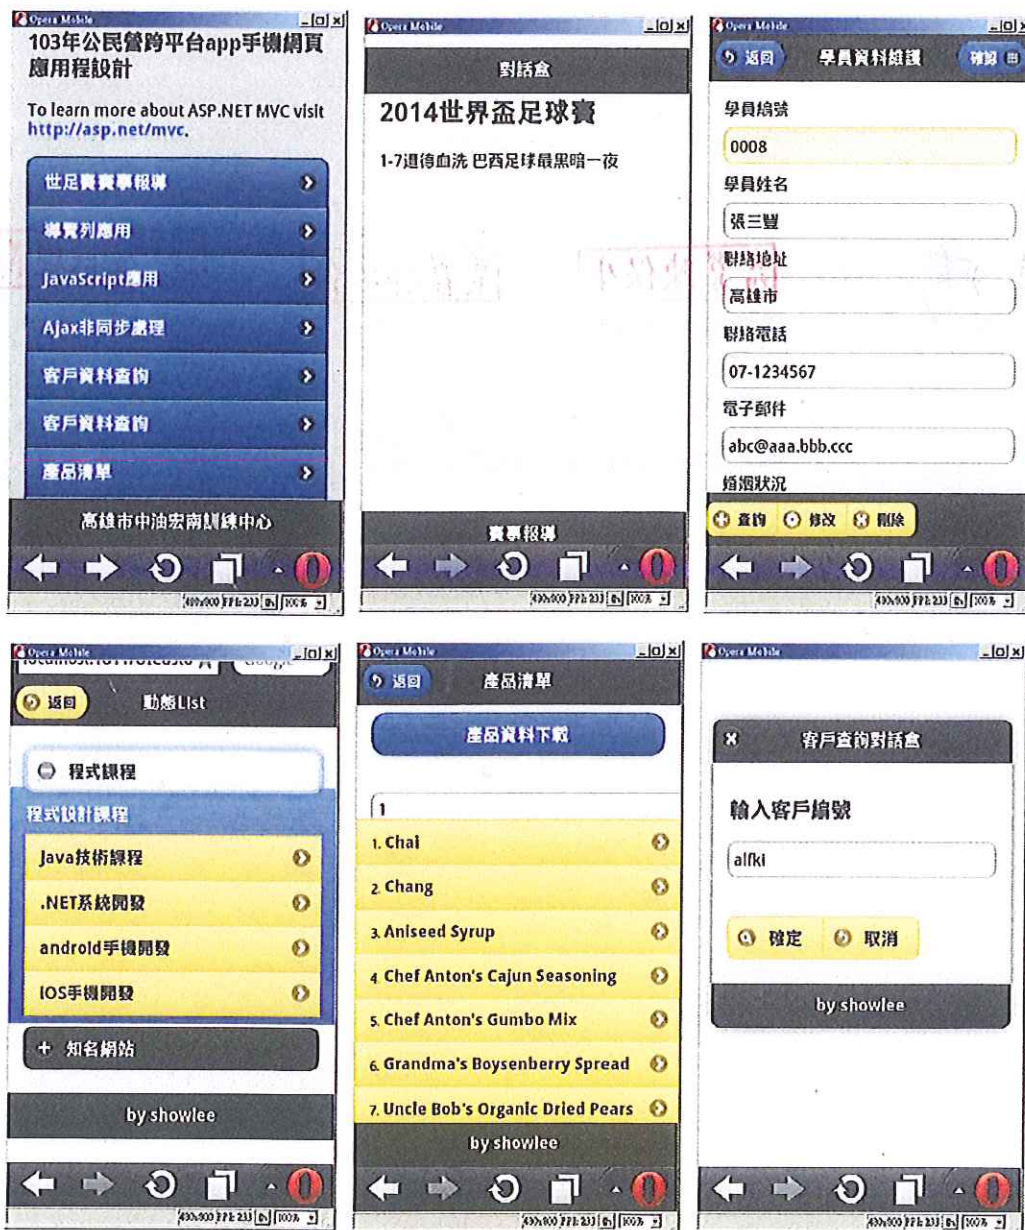 Opera Mobile
103年公民營跨平台app手機網頁
應用程設計
To learn more about ASP.NET MVC visit
http://asp.net/mvc.
世足賽賽事報導
導覽列應用
JavaScript應用
Ajax非同步處理
客戶資料查詢
客戶資料查詢
產品清單
高雄市中油宏南訓練中心
Opera Mobile
對話盒
2014世界盃足球賽
1-7遭德血洗 巴西足球最黑暗一夜
賽事報導
Opera Mobile
返回
學員資料維護
確認
學員編號
0008
學員姓名
張三豐
聯絡地址
高雄市
聯絡電話
07-1234567
電子郵件
abc@aaa.bbb.ccc
婚姻狀況
查詢
修改
刪除
Opera Mobile
返回
動態List
程式課程
程式設計課程
Java技術課程
.NET系統開發
android手機開發
IOS手機開發
+ 知名網站
by showlee
Opera Mobile
返回
產品清單
產品資料下載
1
1. Chai
2. Chang
3. Aniseed Syrup
4. Chef Anton's Cajun Seasoning
5. Chef Anton's Gumbo Mix
6. Grandma's Boysenberry Spread
7. Uncle Bob's Organic Dried Pears
by showlee
Opera Mobile
客戶查詢對話盒
輸入客戶編號
alfki
確定
取消
by showlee